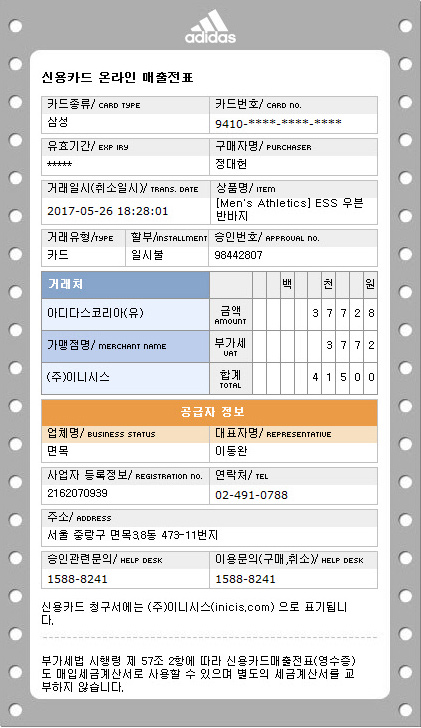 adidas
신용카드 온라인 매출전표
카드종류/ CARD TYPE 카드번호/ CARD NO.
삼성 9410-****-****-****
유효기간/ EXP IRY 구매자명/ PURCHASER
***** 정대현
거래일시(취소일시)/ TRANS. DATE 상품명/ ITEM
2017-05-26 18:28:01 [Men's Athletics] ESS 우븐
반바지
거래유형/TYPE 할부/INSTALLMENT 승인번호/ APPROVAL NO.
카드 일시불 98442807
거래처 백 천 원
아디다스코리아(유) 금액 3 7 7 2 8
AMOUNT
가맹점명/ MERCHANT NAME 부가세 3 7 7 2
VAT
(주)이니시스 합계 4 1 5 0 0
TOTAL
공급자 정보
업체명/ BUSINESS STATUS 대표자명/ REPRESENTATIVE
면목 이동완
사업자 등록정보/ REGISTRATION NO. 연락처/ TEL
2162070939 02-491-0788
주소/ ADDRESS
서울 중랑구 면목3,8동 473-11번지
승인관련문의/ HELP DESK 이용문의(구매,취소)/ HELP DESK
1588-8241 1588-8241
신용카드 청구서에는 (주)이니시스(inicis,com) 으로 표기됩니
다.
부가세법 시행령 제 57조 2항에 따라 신용카드매출전표(영수증)
도 매입세금계산서로 사용할 수 있으며 별도의 세금계산서를 교
부하지 않습니다.